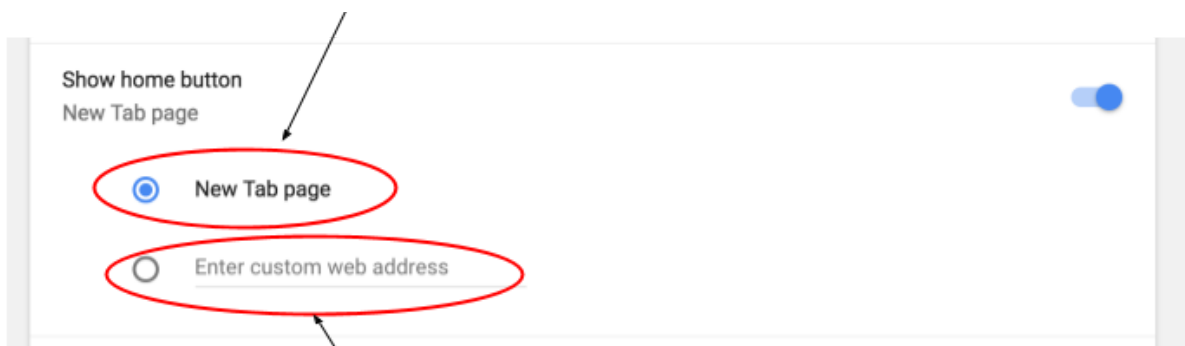 Show home button
New Tab page
New Tab page
Enter custom web address